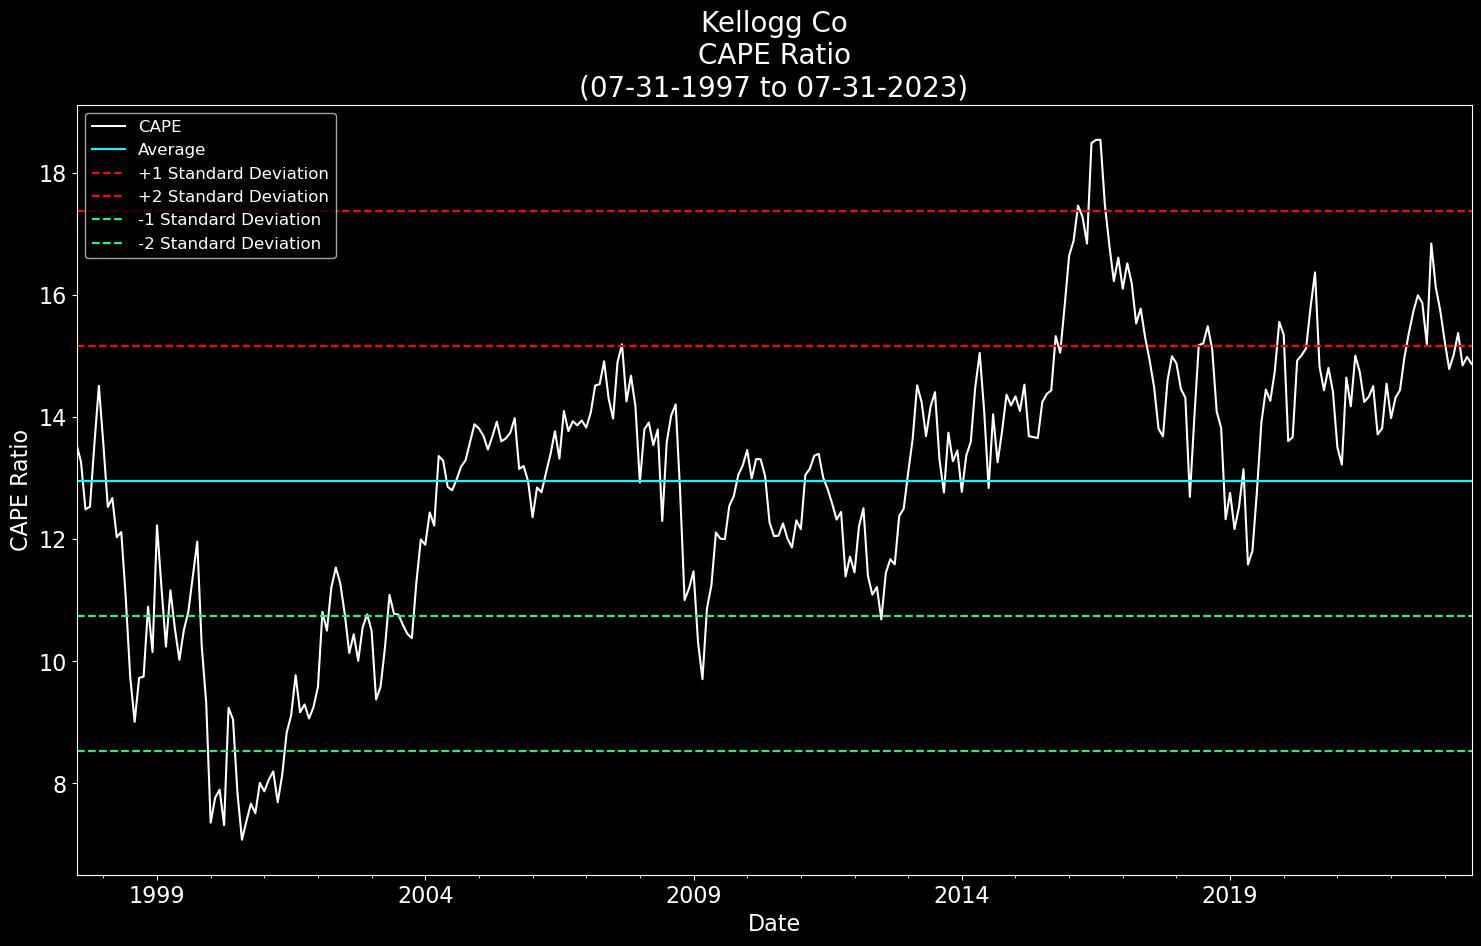 Kellogg Co
CAPE Ratio
(07-31-1997 to 07-31-2023)
CAPE
Average
+1 Standard Deviation
+2 Standard Deviation
-1 Standard Deviation
-2 Standard Deviation
CAPE Ratio
18
16
14
12
10
8
1999 2004 2009 2014 2019
Date